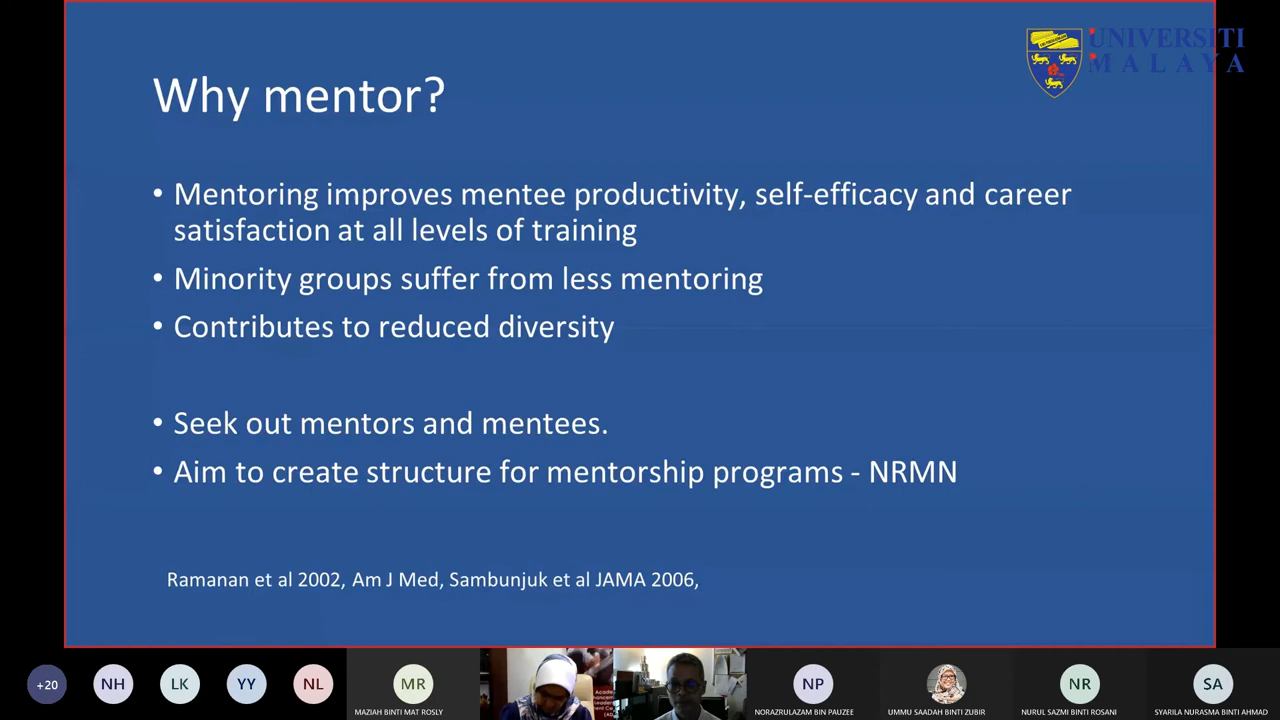 UNIVERSITI
MALAYA
Why mentor?
• Mentoring improves mentee productivity, self-efficacy and career
satisfaction at all levels of training
• Minority groups suffer from less mentoring
• Contributes to reduced diversity
• Seek out mentors and mentees.
• Aim to create structure for mentorship programs - NRMN
Ramanan et al 2002, Am J Med, Sambunjuk et al JAMA 2006,
+20
NH
LK
YY
NL
MR
MAZIAH BINTI MAT ROSLY
NP
NORAZRULAZAM BIN PAUZEE
UMMU SAADAH BINTI ZUBIR
NR
NURUL SAZMI BINTI ROSANI
SA
SYARILA NURASMA BINTI AHMAD